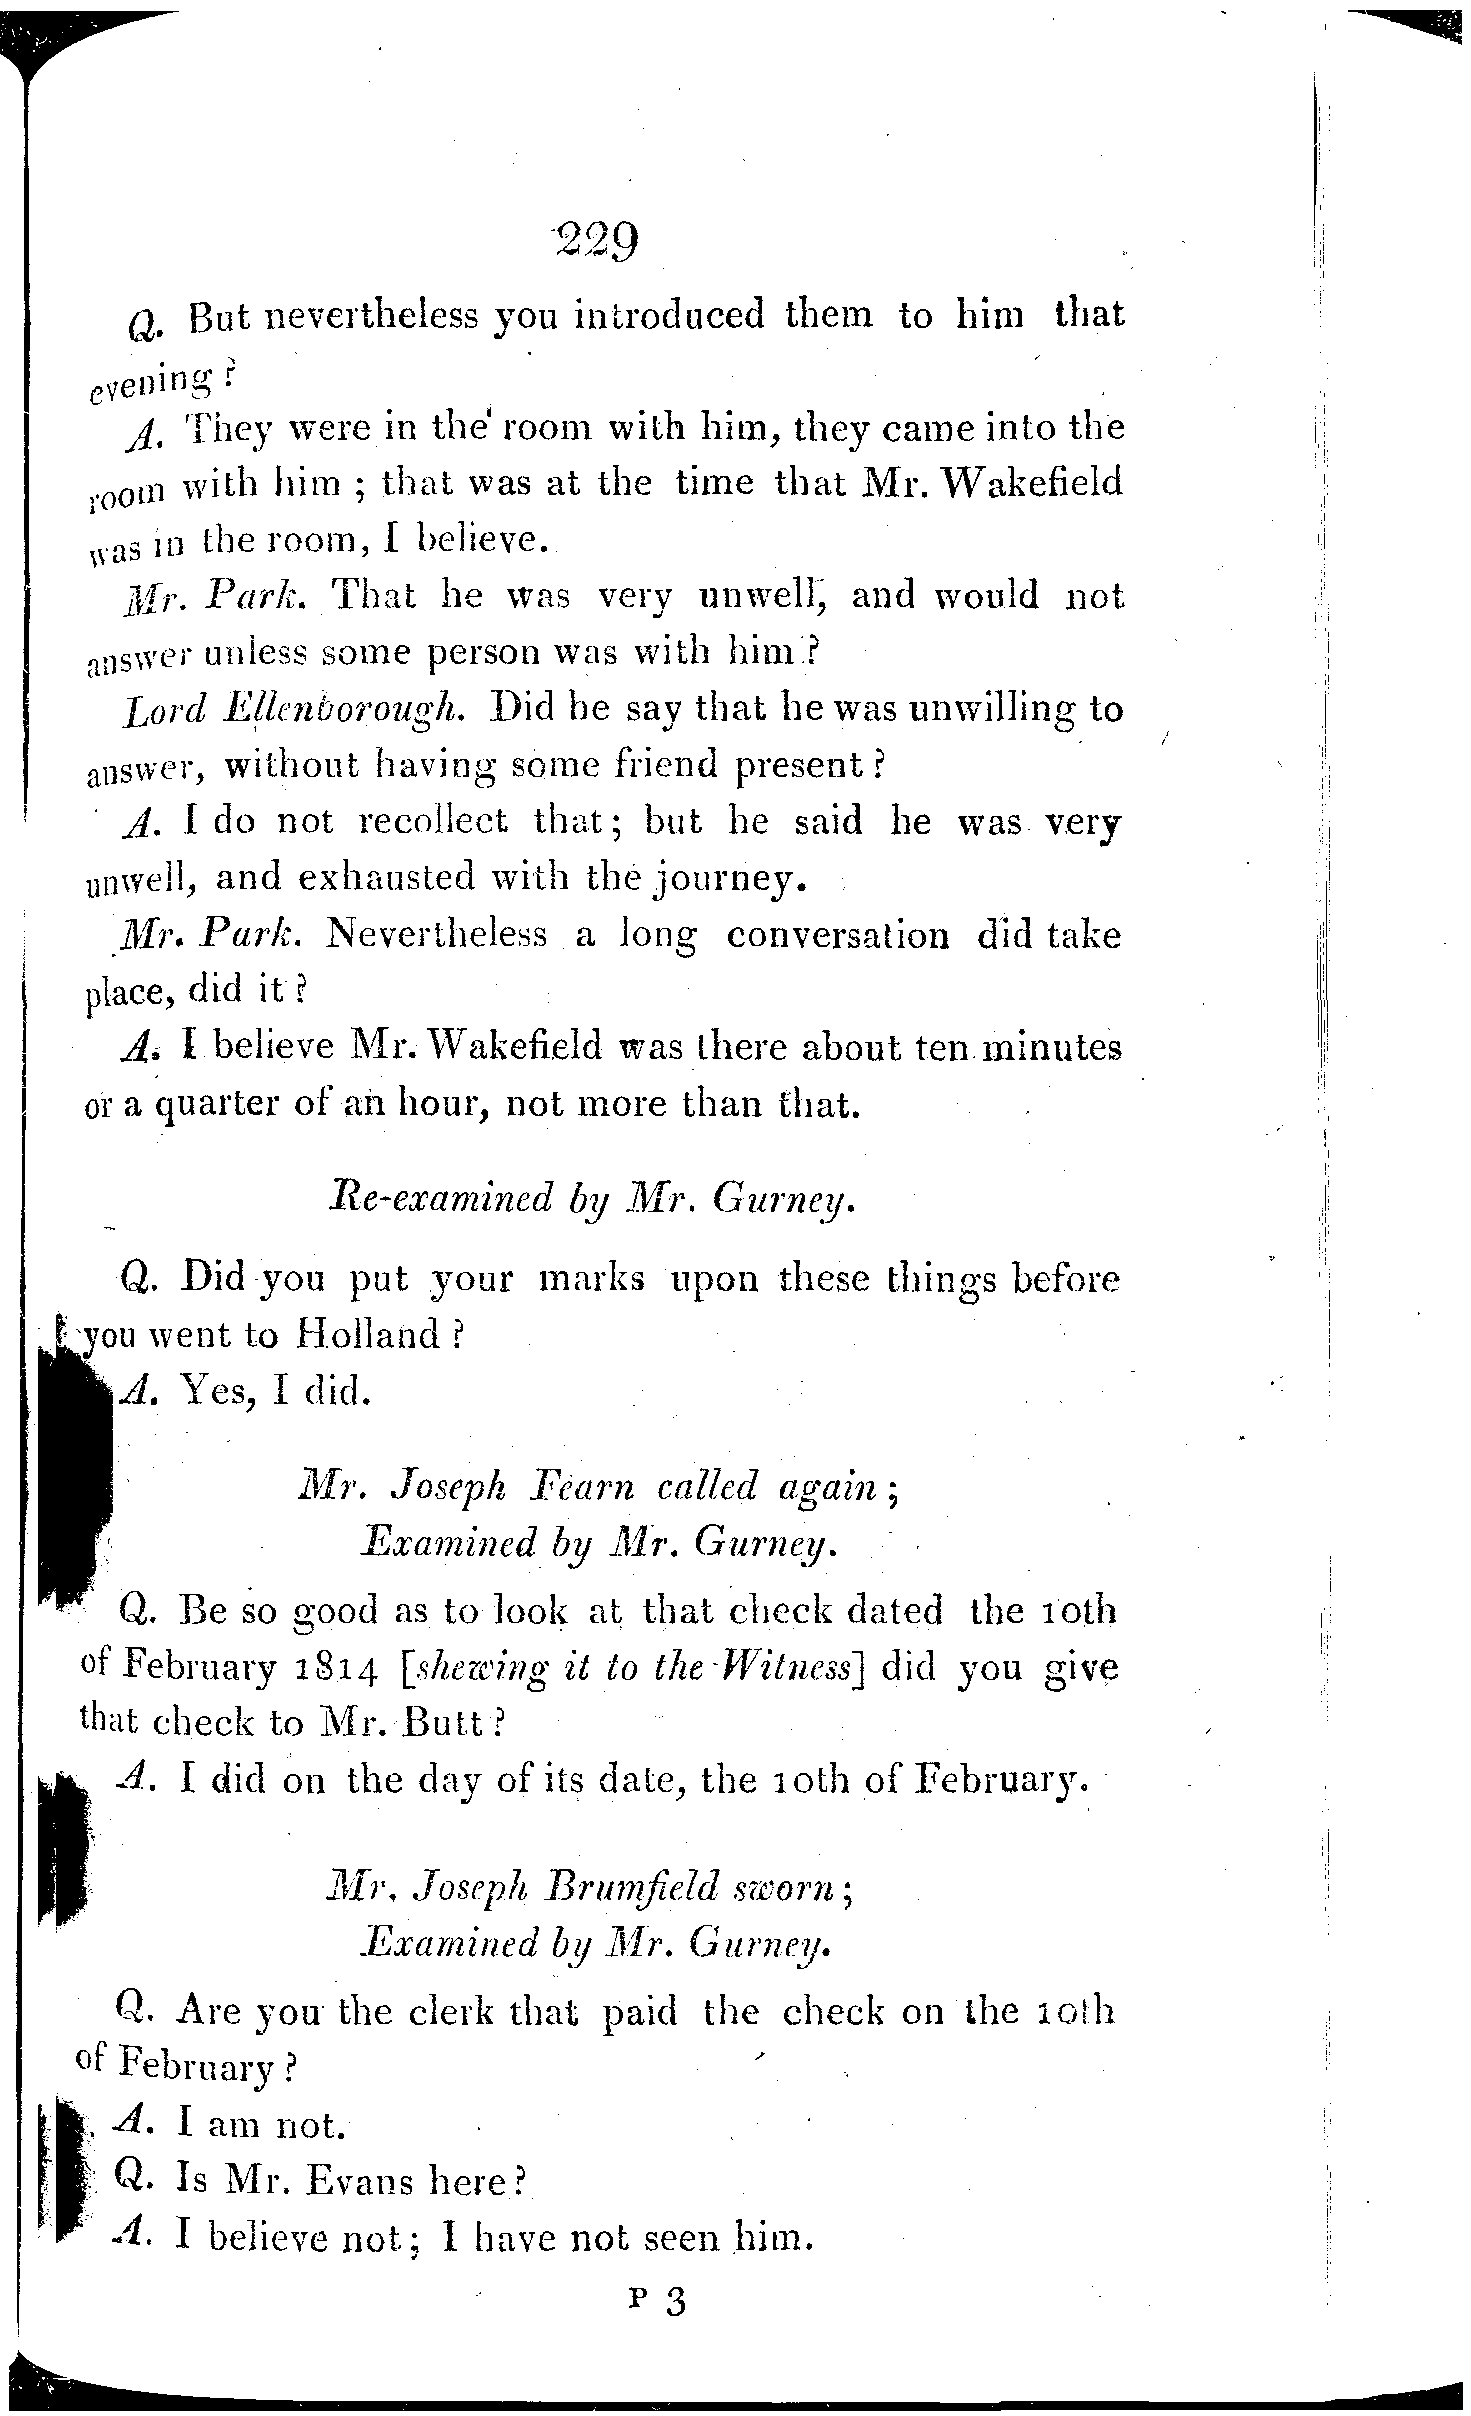 229
Q. But nevertheless you introduced them to him that
evening?
A. They were in the room with him, they came into the
room with him; that was at the time that Mr. Wakefield
was in the room, I believe.
Mr. Park. That he was very unwell, and would not
answer unless some person was with him?
Lord Ellenborough. Did he say that he was unwilling to
answer, without having some friend present?
A. I do not recollect that; but he said he was very
unwell, and exhausted with the journey.
Mr. Park. Nevertheless a long conversation did take
place, did it?
A. I believe Mr. Wakefield was there about ten minutes
or a quarter of an hour, not more than that.
Re-examined by Mr. Gurney.
Q. Did you put your marks upon these things before
you went to Holland?
A. Yes, I did.
Mr. Joseph Fearn called again;
Examined by Mr. Gurney.
Q. Be so good as to look at that check dated the 10th
of February 1814 [shewing it to the Witness] did you give
that check to Mr. Butt?
A. I did on the day of its date, the 10th of February.
Mr. Joseph Brumfield sworn;
Examined by Mr. Gurney.
Q. Are you the clerk that paid the check on the 10th
of February?
A. I am not.
Q. Is Mr. Evans here?
A. I believe not; I have not seen him.
P 3